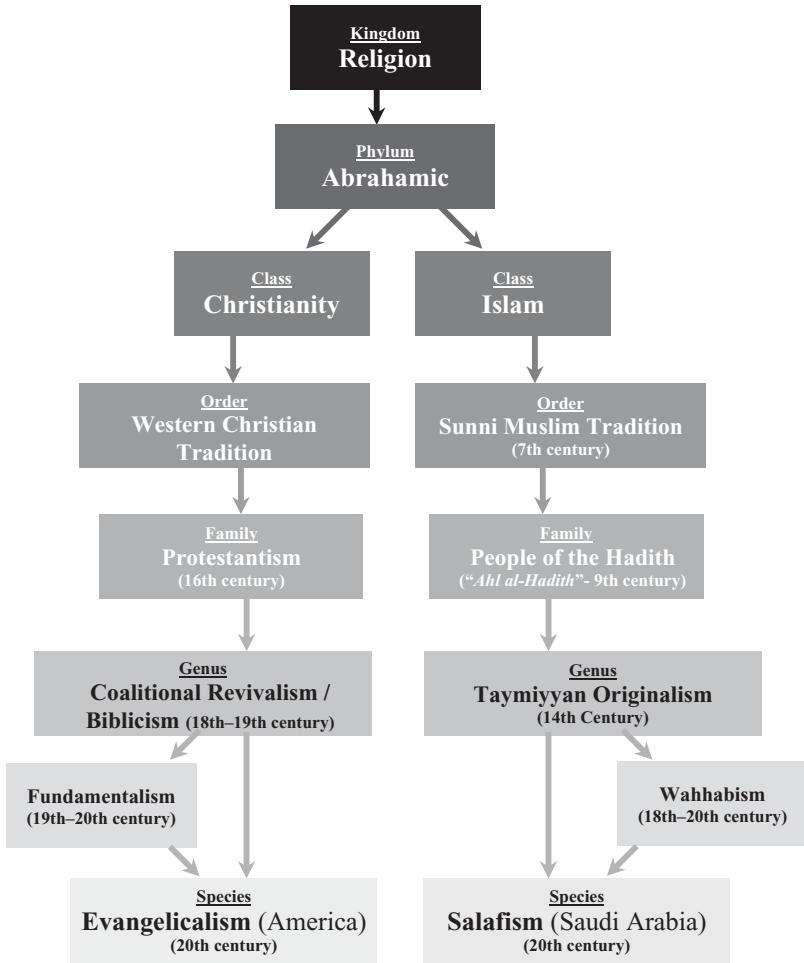 Kingdom
Religion
Phylum
Abrahamic
Class
Christianity
Class
Islam
Order
Western Christian
Tradition
Order
Sunni Muslim Tradition
(7th century)
Family
Protestantism
(16th century)
Family
People of the Hadith
(“Ahl al-Hadith”- 9th century)
Genus
Coalitional Revivalism /
Biblicism (18th–19th century)
Genus
Taymiyyan Originalism
(14th Century)
Fundamentalism
(19th–20th century)
Wahhabism
(18th–20th century)
Species
Evangelicalism (America)
(20th century)
Species
Salafism (Saudi Arabia)
(20th century)